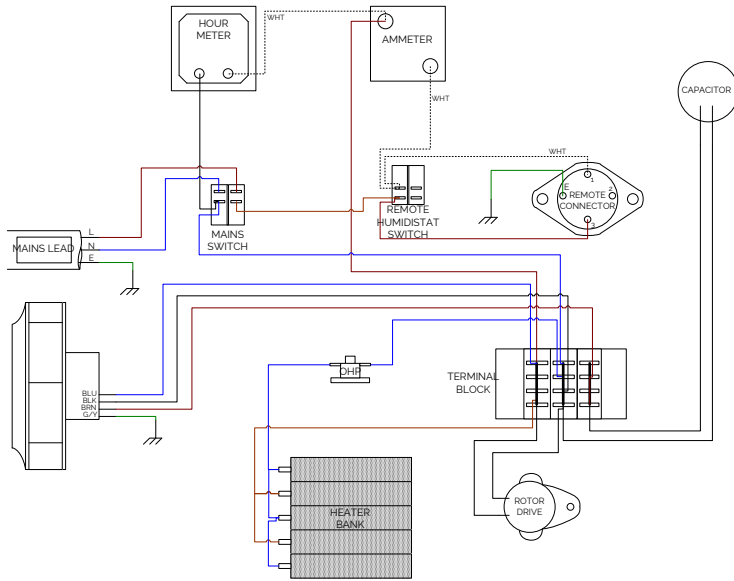 HOUR
METER
WHT
AMMETER
WHT
CAPACITOR
WHT
1
E
2
REMOTE
CONNECTOR
3
REMOTE
HUMIDISTAT
SWITCH
MAINS
SWITCH
L
MAINS LEAD
N
E
BLU
BLK
BRN
G/Y
OHP
TERMINAL
BLOCK
HEATER
BANK
ROTOR
DRIVE